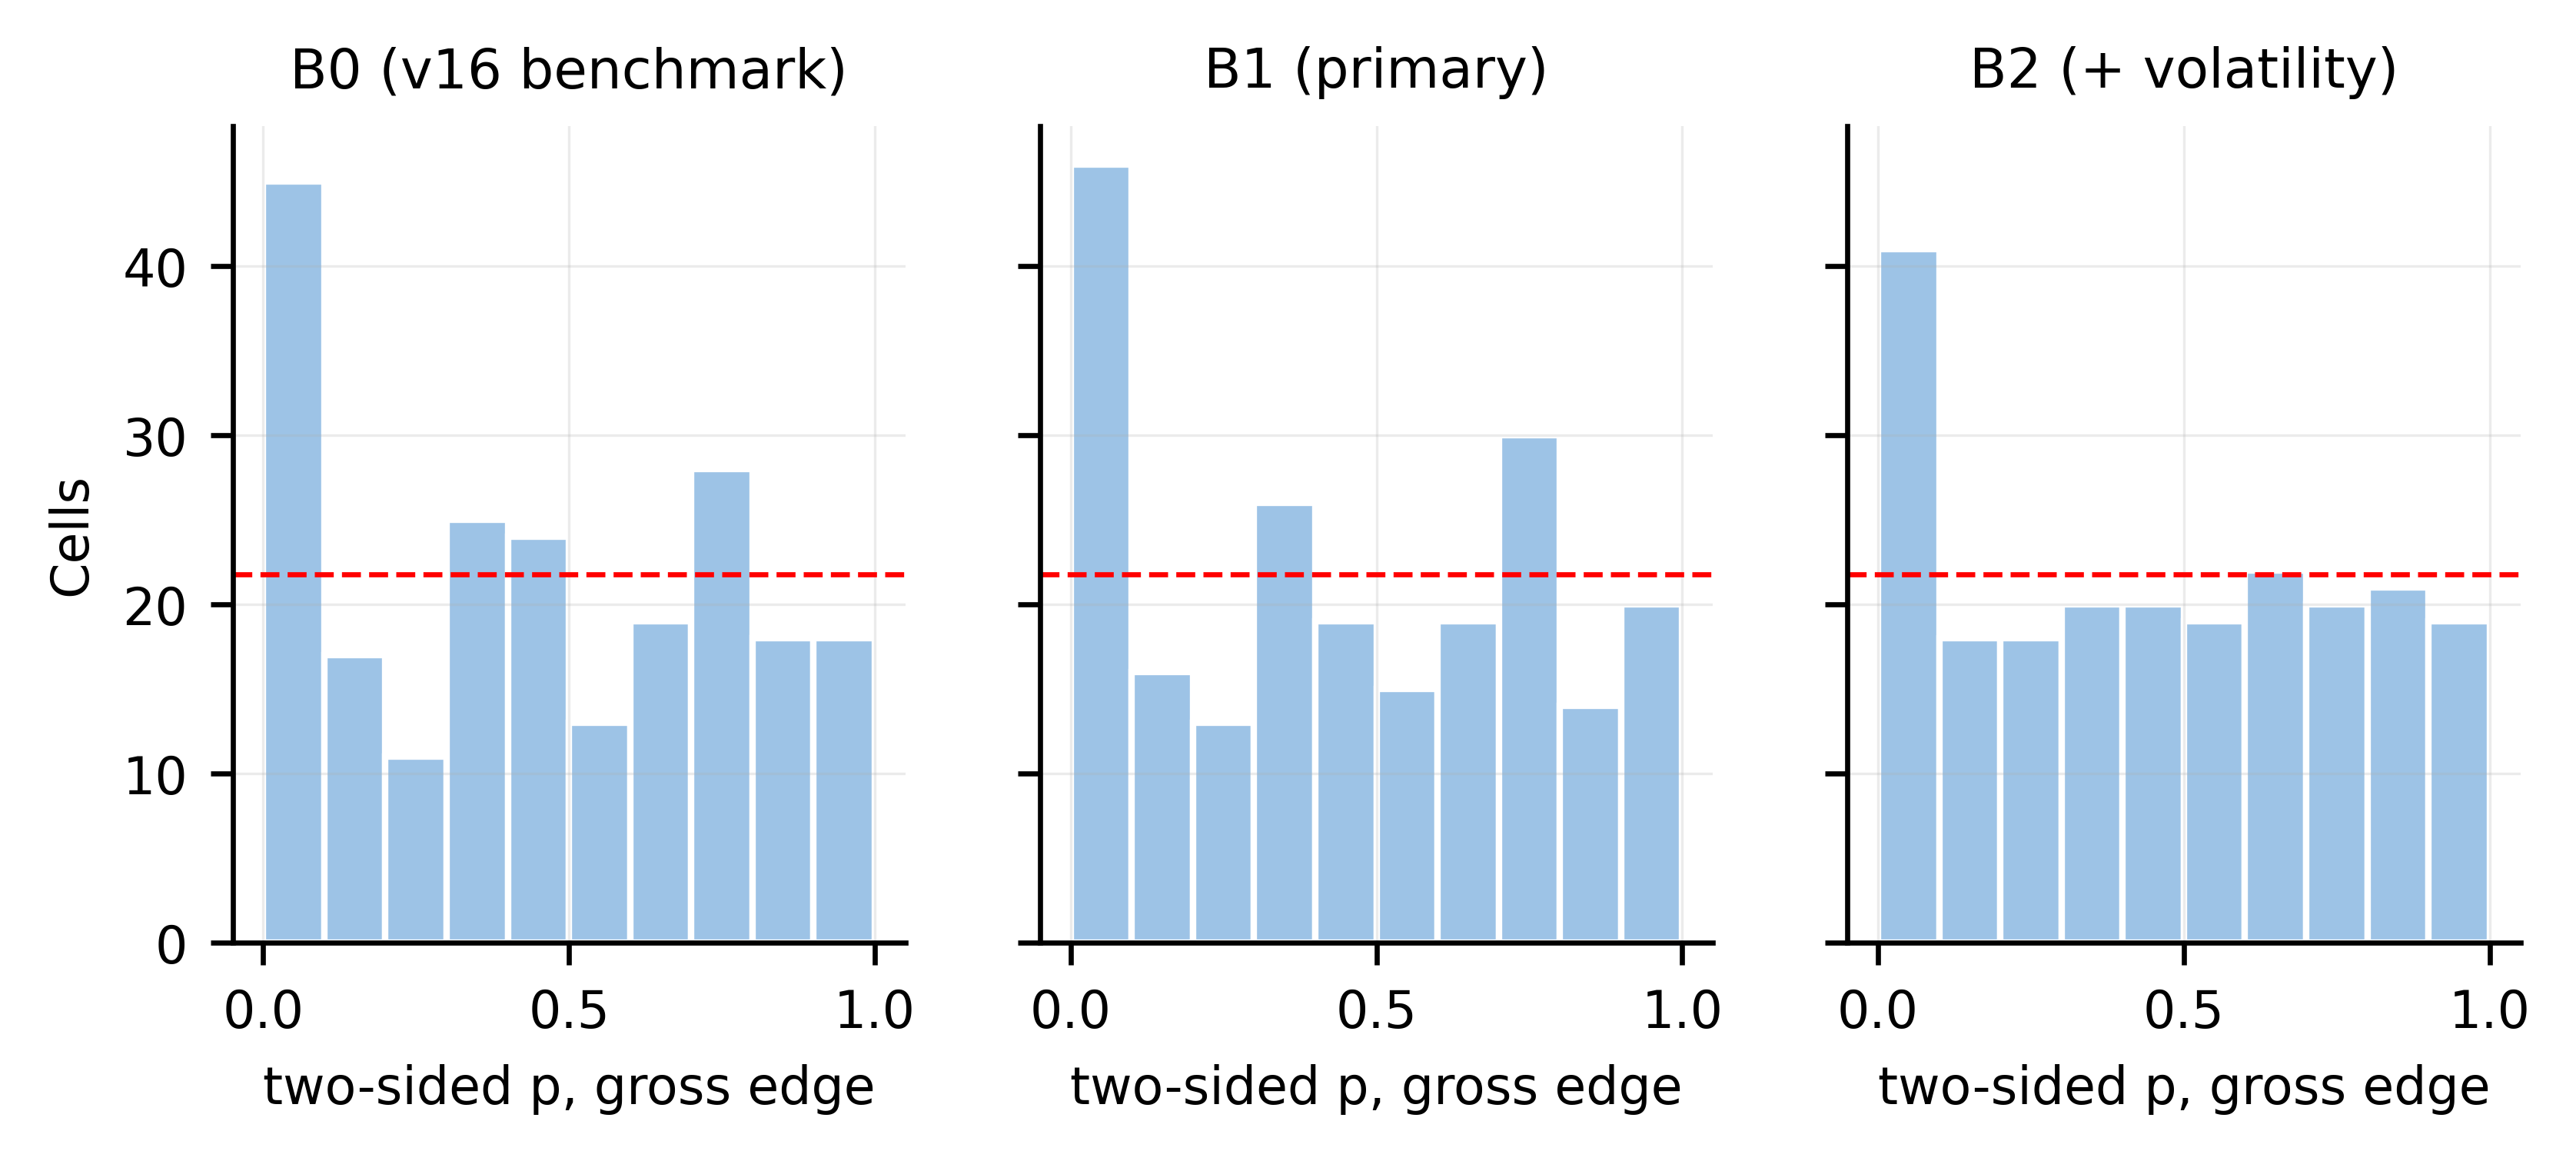 B0 (v16 benchmark)
B1 (primary)
B2 (+ volatility)
Cells
40
30
20
10
0
0.0 0.5 1.0
0.0 0.5 1.0
0.0 0.5 1.0
two-sided p, gross edge
two-sided p, gross edge
two-sided p, gross edge